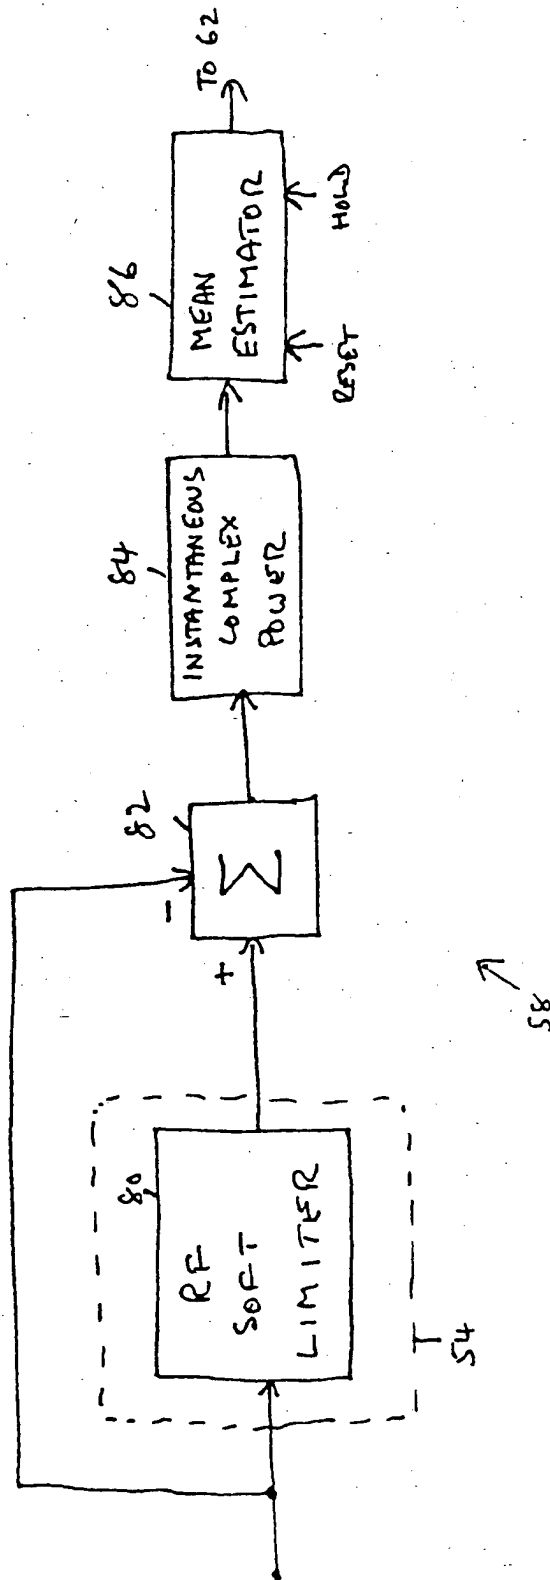 80
RF
SOFT
LIMITER
54
58
+
-
82
Σ
84
INSTANTANEOUS
COMPLEX
POWER
86
MEAN
ESTIMATOR
RESET
HOLD
TO 62